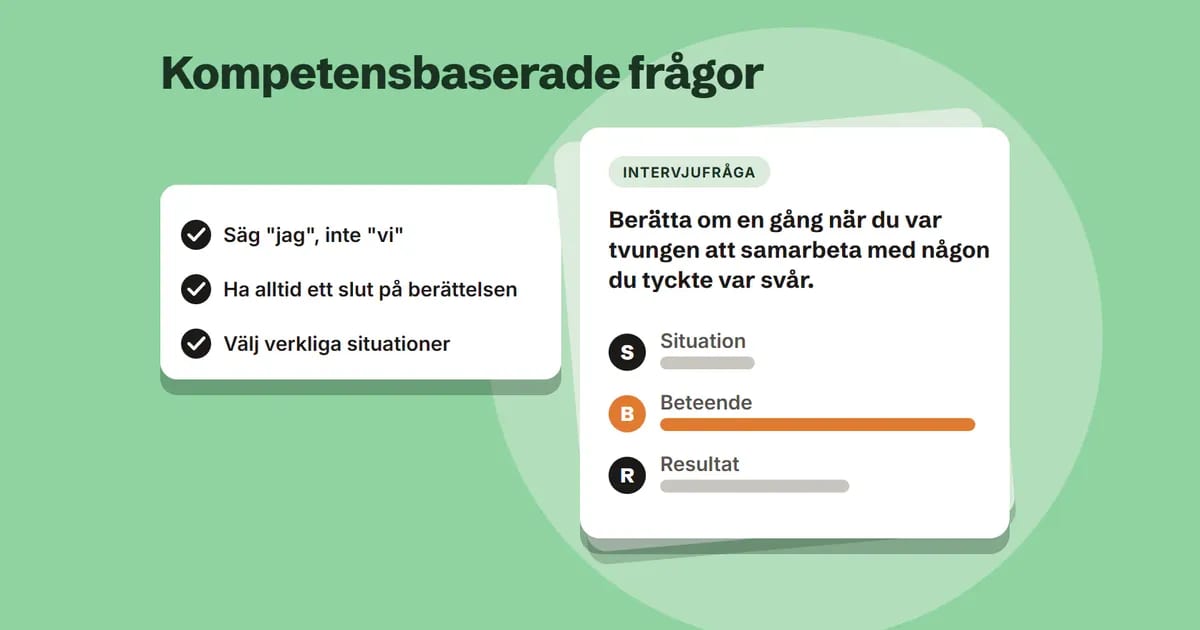 Kompetensbaserade frågor
Säg "jag", inte "vi"
Ha alltid ett slut på berättelsen
Välj verkliga situationer
INTERVJUFRÅGA
Berätta om en gång när du var
tvungen att samarbeta med någon
du tyckte var svår.
S Situation
B Beteende
R Resultat